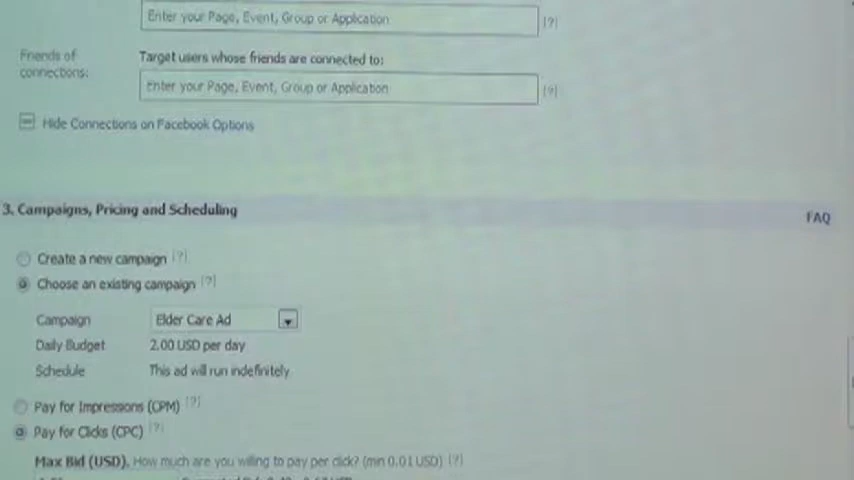 Enter your Page, Event, Group or Application [?]
Friends of connections: Target users whose friends are connected to:
Enter your Page, Event, Group or Application [?]
Hide Connections on Facebook Options
3. Campaigns, Pricing and Scheduling FAQ
Create a new campaign [?]
Choose an existing campaign [?]
Campaign Elder Care Ad
Daily Budget 2.00 USD per day
Schedule This ad will run indefinitely
Pay for Impressions (CPM) [?]
Pay for Clicks (CPC) [?]
Max Bid (USD). How much are you willing to pay per click? (min 0.01 USD) [?]